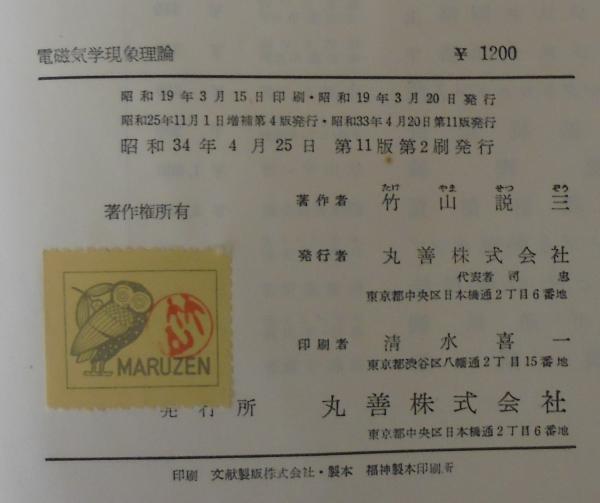 電磁気学現象理論 ￥1200
昭和19年3月15日印刷・昭和19年3月20日発行
昭和25年11月1日増補第4版発行・昭和33年4月20日第11版発行
昭和34年4月25日 第11版第2刷発行
たけ やま せつ ぞう
著作者 竹山説三
著作権所有
発行者 丸善株式会社
代表者 司 忠
東京都中央区日本橋通2丁目6番地
MARUZEN
印刷者 清水喜一
東京都渋谷区八幡通2丁目15番地
発行所 丸善株式会社
東京都中央区日本橋通2丁目6番地
印刷 文献製版株式会社・製本 福神製本印刷所